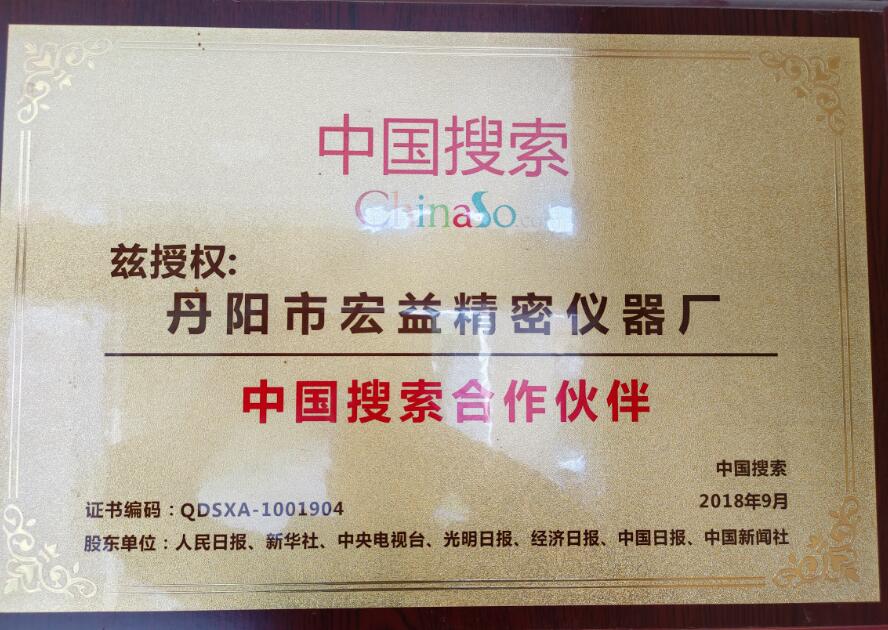 中国搜索
ChinaSo
兹授权:
丹阳市宏益精密仪器厂
中国搜索合作伙伴
中国搜索
2018年9月
证书编码：QDSXA-1001904
股东单位：人民日报、新华社、中央电视台、光明日报、经济日报、中国日报、中国新闻社